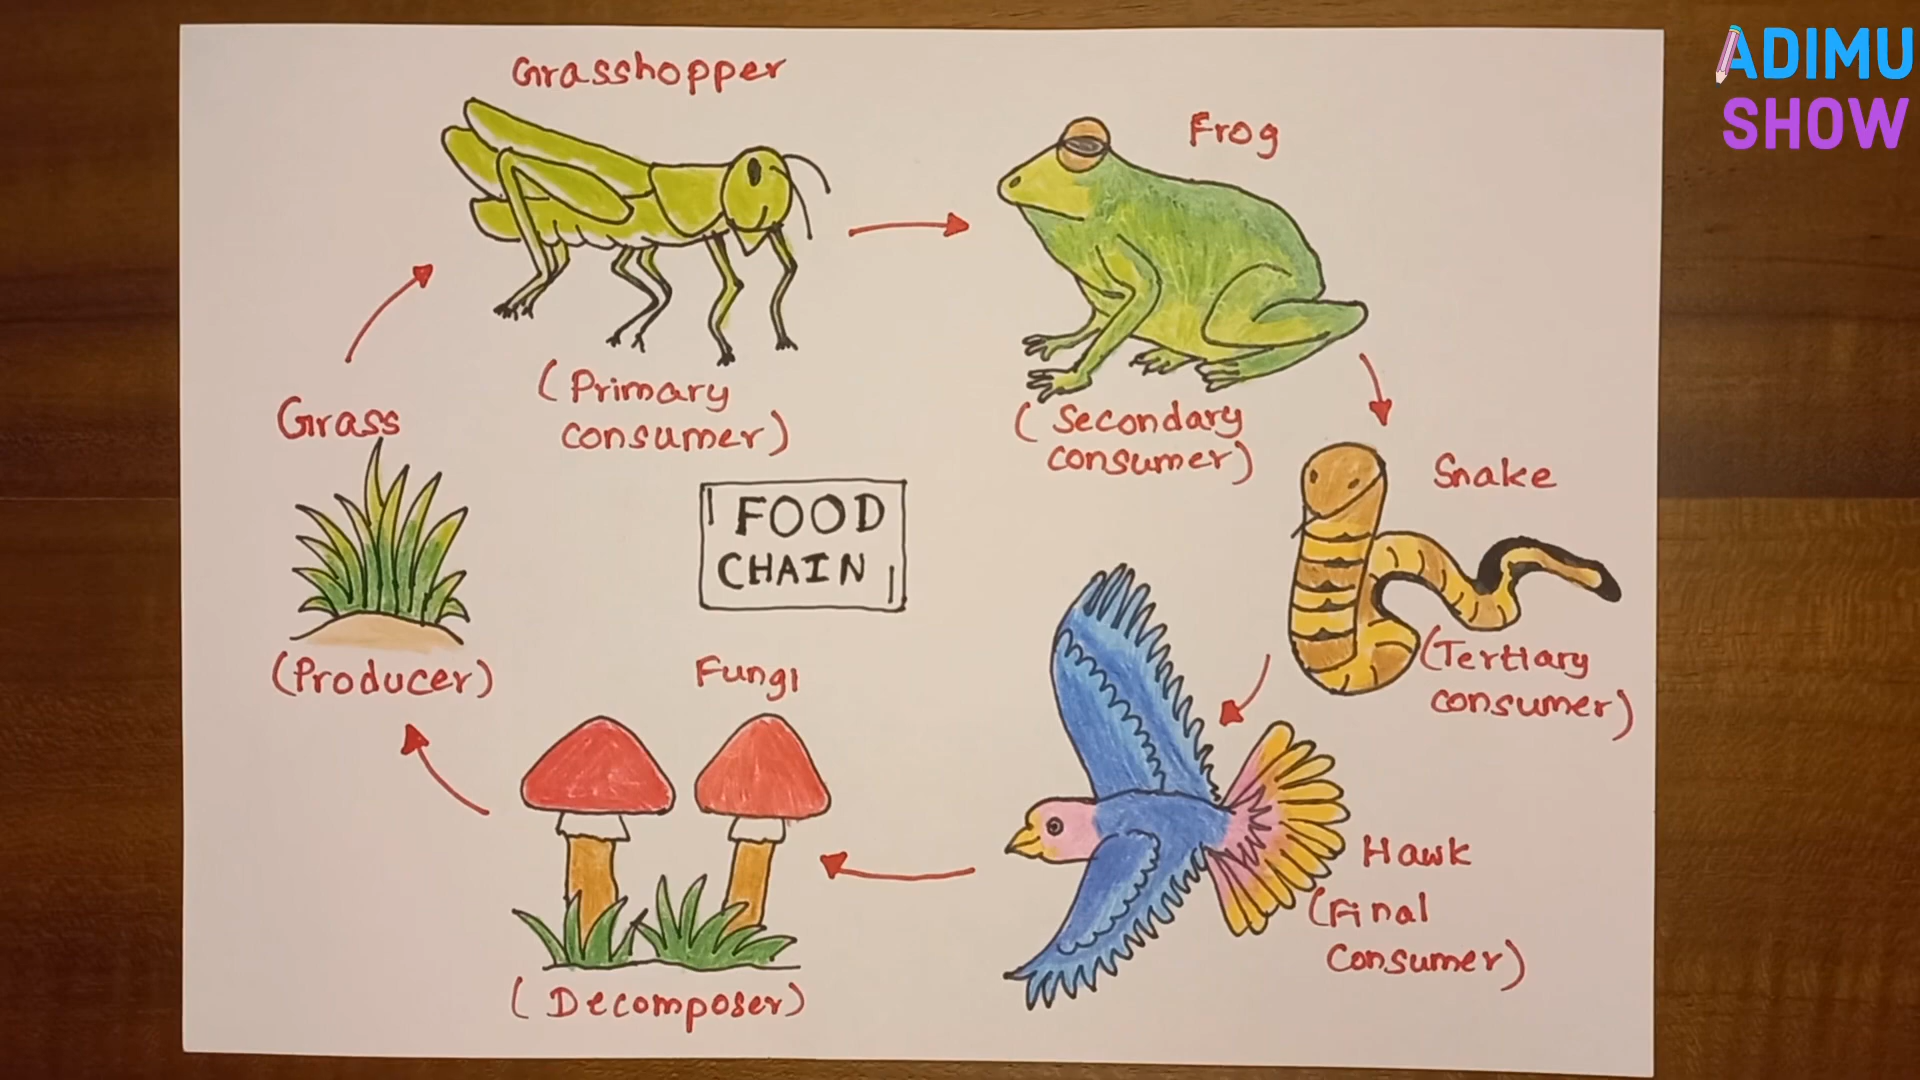 ADIMU
SHOW
Grasshopper
(Primary
consumer)
Frog
(Secondary
consumer)
Snake
(Tertiary
consumer)
Hawk
(Final
Consumer)
Fungi
(Decomposer)
Grass
(Producer)
FOOD
CHAIN